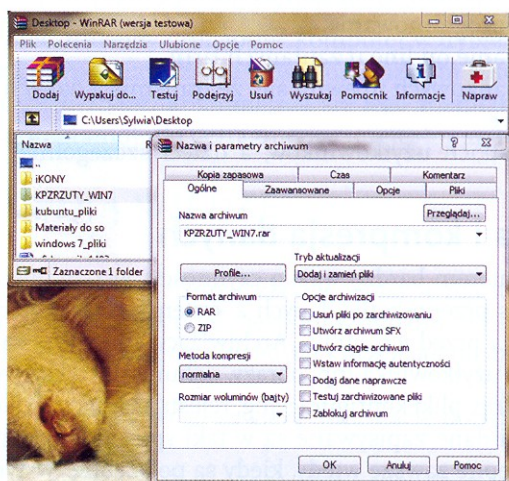 Desktop - WinRAR (wersja testowa)
Plik Polecenia Narzędzia Ulubione Opcje Pomoc
Dodaj Wypakuj do... Testuj Podejrzyj Usuń Wyszukaj Pomocnik Informacje Napraw
C:\Users\Sylwia\Desktop
Nazwa R
..
iKONY
KPZRZUTY_WIN7
kubuntu_pliki
Materiały do so
windows 7_pliki
Zaznaczone 1 folder
Nazwa i parametry archiwum
Kopia zapasowa Czas Komentarz
Ogólne Zaawansowane Opcje Pliki
Nazwa archiwum
Przeglądaj...
KPZRZUTY_WIN7.rar
Tryb aktualizacji
Profile... Dodaj i zamień pliki
Format archiwum
RAR
ZIP
Metoda kompresji
normalna
Rozmiar woluminów (bajty)
Opcje archiwizacji
Usuń pliki po zarchiwizowaniu
Utwórz archiwum SFX
Utwórz ciągłe archiwum
Wstaw informację autentyczności
Dodaj dane naprawcze
Testuj zarchiwizowane pliki
Zablokuj archiwum
OK Anuluj Pomoc